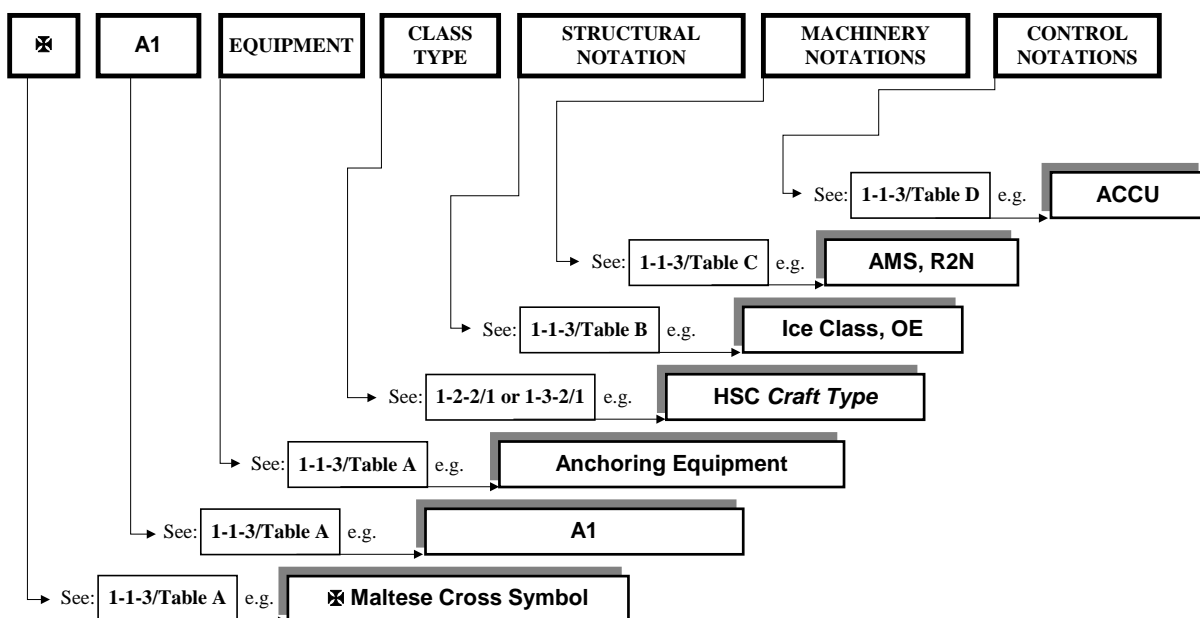 ✠ A1 EQUIPMENT CLASS TYPE STRUCTURAL NOTATION MACHINERY NOTATIONS CONTROL NOTATIONS
See: 1-1-3/Table D e.g. ACCU
See: 1-1-3/Table C e.g. AMS, R2N
See: 1-1-3/Table B e.g. Ice Class, OE
See: 1-2-2/1 or 1-3-2/1 e.g. HSC Craft Type
See: 1-1-3/Table A e.g. Anchoring Equipment
See: 1-1-3/Table A e.g. A1
See: 1-1-3/Table A e.g. ✠ Maltese Cross Symbol